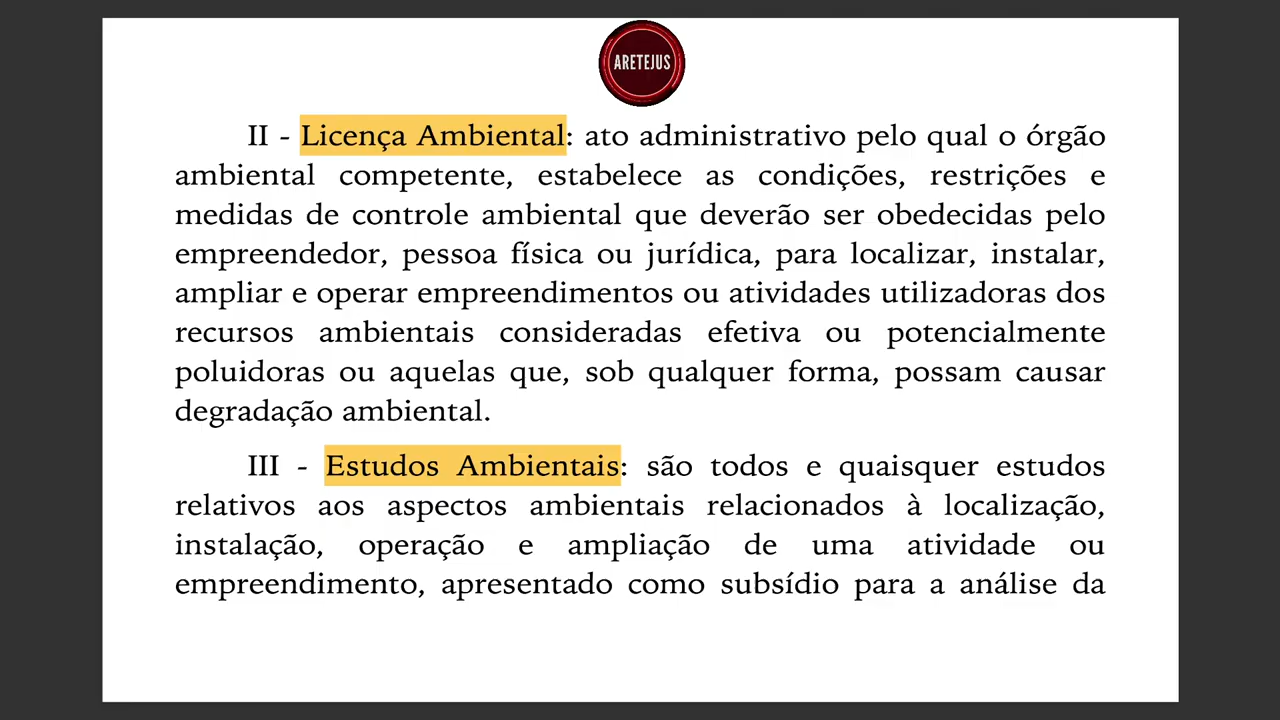 ARETEJUS
II - Licença Ambiental: ato administrativo pelo qual o órgão
ambiental competente, estabelece as condições, restrições e
medidas de controle ambiental que deverão ser obedecidas pelo
empreendedor, pessoa física ou jurídica, para localizar, instalar,
ampliar e operar empreendimentos ou atividades utilizadoras dos
recursos ambientais consideradas efetiva ou potencialmente
poluidoras ou aquelas que, sob qualquer forma, possam causar
degradação ambiental.
III - Estudos Ambientais: são todos e quaisquer estudos
relativos aos aspectos ambientais relacionados à localização,
instalação, operação e ampliação de uma atividade ou
empreendimento, apresentado como subsídio para a análise da